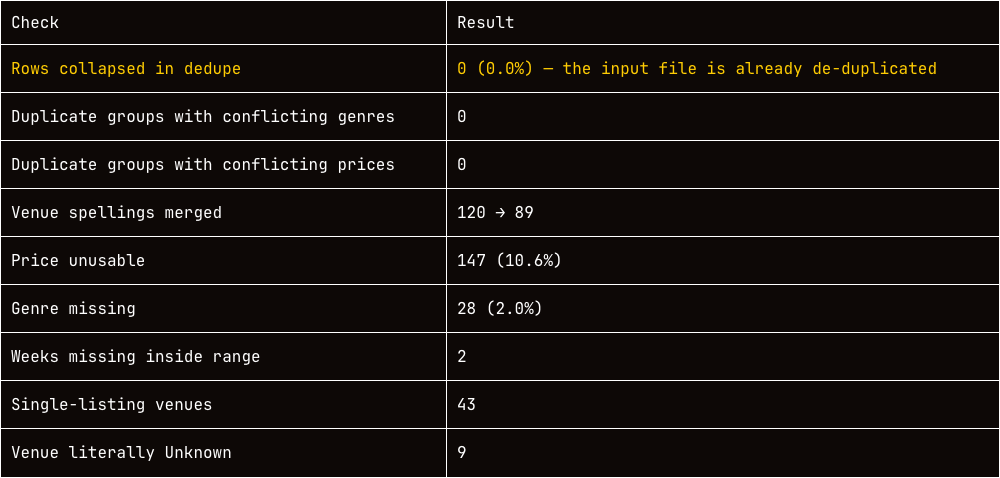 Check Result
Rows collapsed in dedupe 0 (0.0%) — the input file is already de-duplicated
Duplicate groups with conflicting genres 0
Duplicate groups with conflicting prices 0
Venue spellings merged 120 → 89
Price unusable 147 (10.6%)
Genre missing 28 (2.0%)
Weeks missing inside range 2
Single-listing venues 43
Venue literally Unknown 9